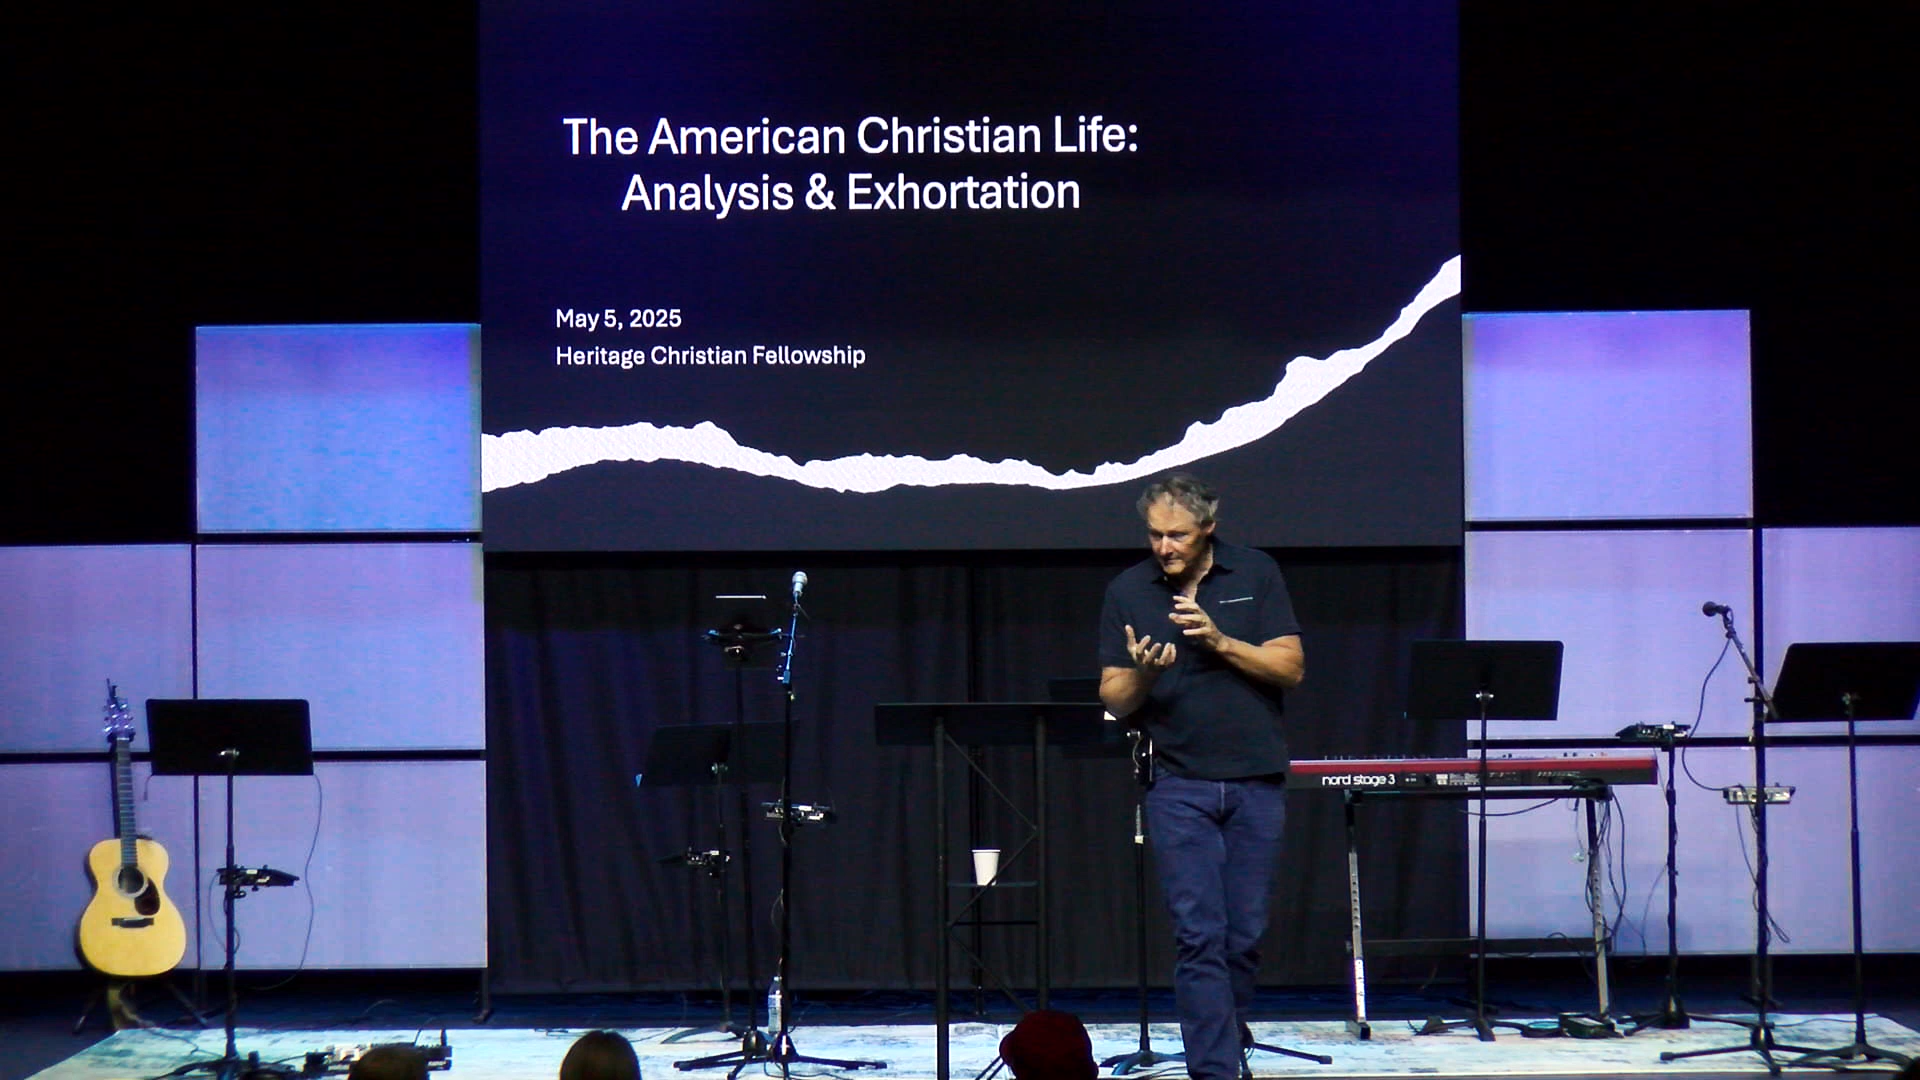 The American Christian Life:
Analysis & Exhortation
May 5, 2025
Heritage Christian Fellowship
nord stage 3